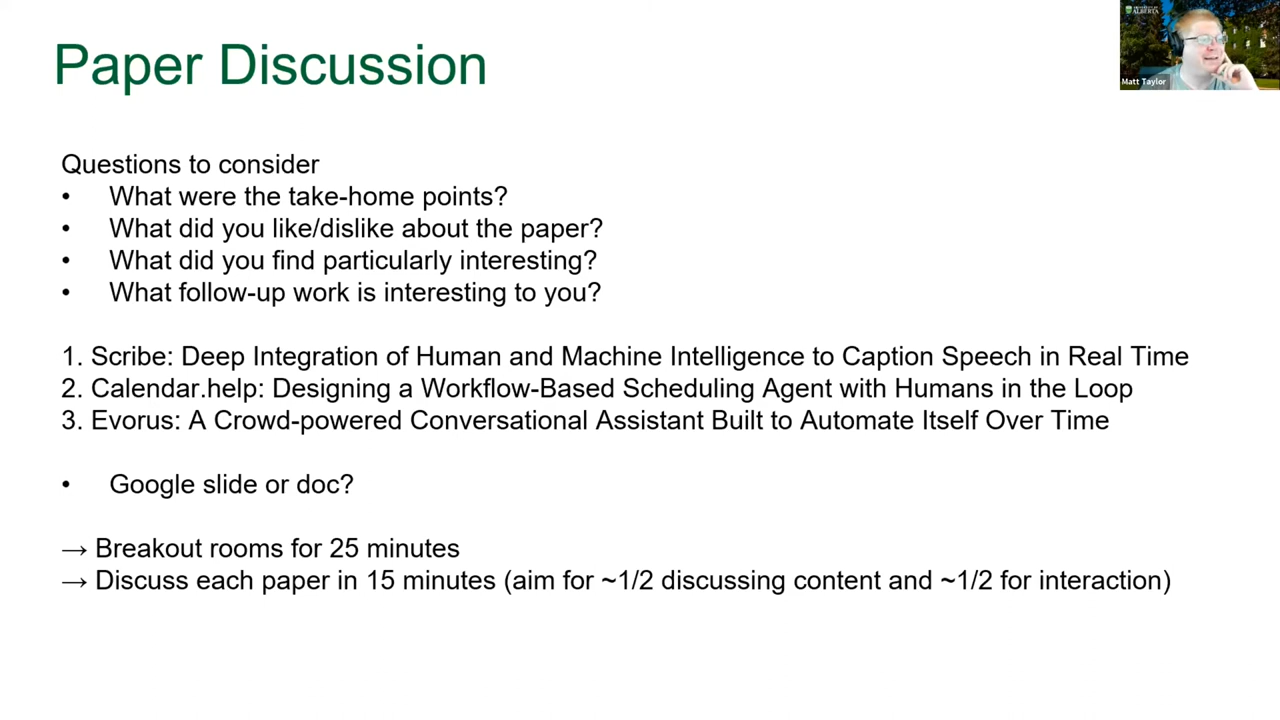 Paper Discussion
UNIVERSITY OF
ALBERTA
Matt Taylor
Questions to consider
• What were the take-home points?
• What did you like/dislike about the paper?
• What did you find particularly interesting?
• What follow-up work is interesting to you?
1. Scribe: Deep Integration of Human and Machine Intelligence to Caption Speech in Real Time
2. Calendar.help: Designing a Workflow-Based Scheduling Agent with Humans in the Loop
3. Evorus: A Crowd-powered Conversational Assistant Built to Automate Itself Over Time
• Google slide or doc?
→ Breakout rooms for 25 minutes
→ Discuss each paper in 15 minutes (aim for ~1/2 discussing content and ~1/2 for interaction)